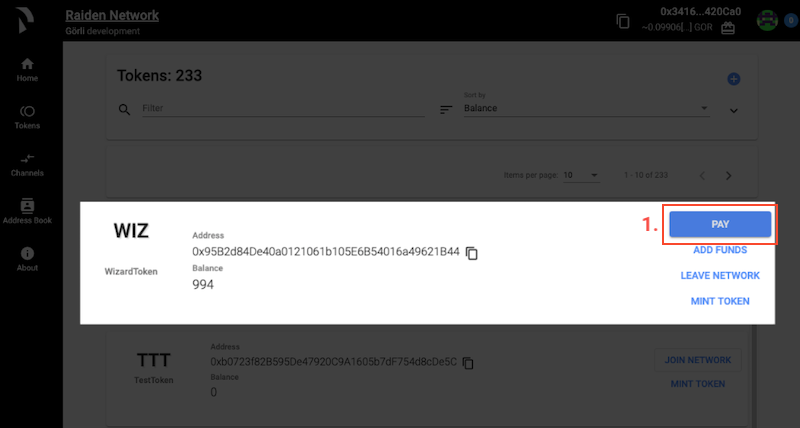 Raiden Network
Görli development
0x3416...420Ca0
~0.09906[...] GOR
0
Home
Tokens
Channels
Address Book
About
Tokens: 233
Filter
Sort by
Balance
Items per page: 10
1 - 10 of 233
WIZ
WizardToken
Address
0x95B2d84De40a0121061b105E6B54016a49621B44
Balance
994
1.
PAY
ADD FUNDS
LEAVE NETWORK
MINT TOKEN
TTT
TestToken
Address
0xb0723f82B595De47920C9A1605b7dF754d8cDe5C
Balance
0
JOIN NETWORK
MINT TOKEN